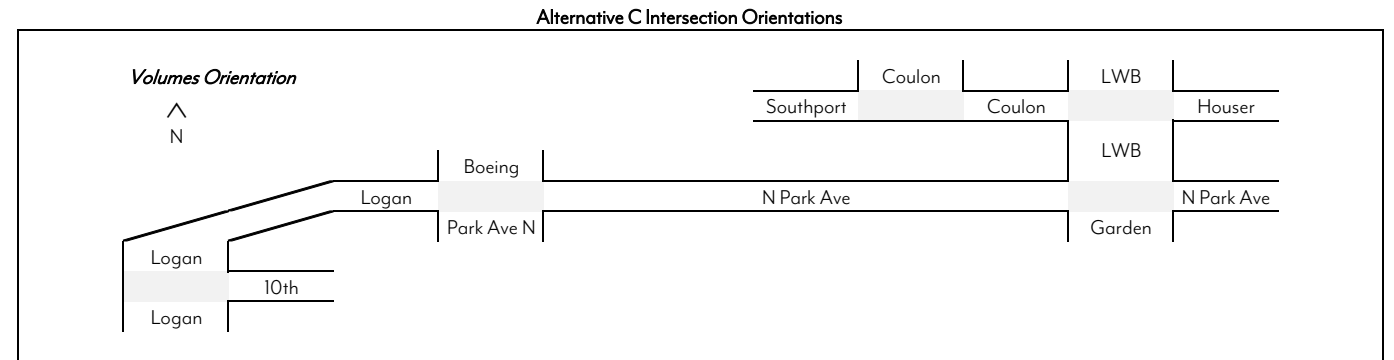 Alternative C Intersection Orientations
Volumes Orientation
N
Coulon LWB
Southport Coulon Houser
LWB
Boeing
Logan N Park Ave N Park Ave
Park Ave N Garden
Logan
10th
Logan